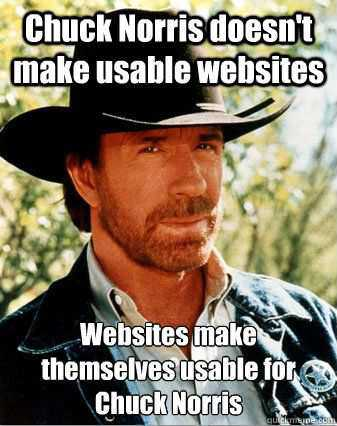 Chuck Norris doesn't
make usable websites
Websites make
themselves usable for
Chuck Norris
quickmeme.com